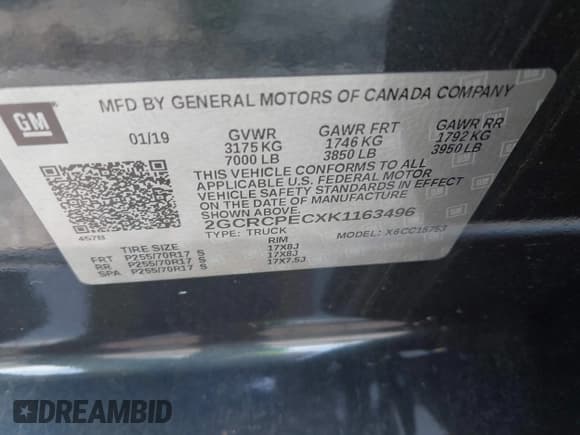 GM
MFD BY GENERAL MOTORS OF CANADA COMPANY
01/19 GVWR GAWR FRT GAWR RR
3175 KG 1746 KG 1792 KG
7000 LB 3850 LB 3950 LB
THIS VEHICLE CONFORMS TO ALL
APPLICABLE U.S. FEDERAL MOTOR
VEHICLE SAFETY STANDARDS IN EFFECT
ON THE DATE OF MANUFACTURE
SHOWN ABOVE.
2GCRCPECXK1163496
TYPE: TRUCK MODEL: X6CC15753
457B
TIRE SIZE RIM
FRT P255/70R17 S 17X8J
RR P255/70R17 S 17X8J
SPA P255/70R17 S 17X7.5J
DREAMBID